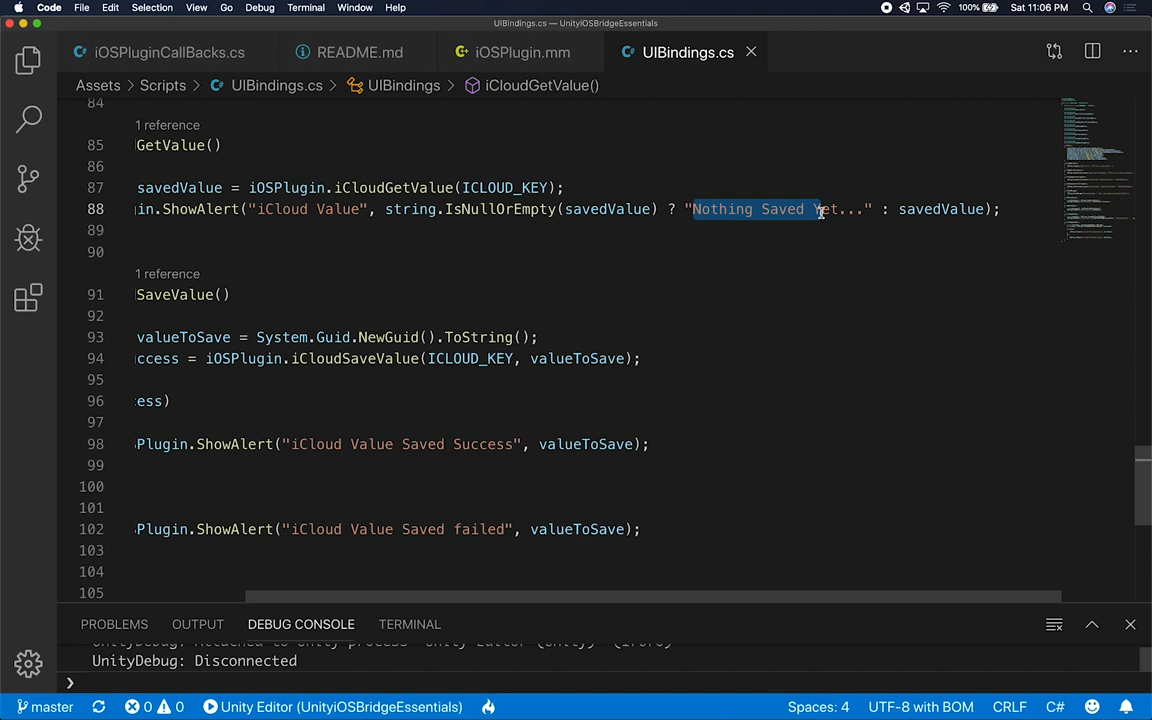 Code File Edit Selection View Go Debug Terminal Window Help 100% Sat 11:06 PM
UIBindings.cs — UnityiOSBridgeEssentials
iOSPluginCallBacks.cs README.md iOSPlugin.mm UIBindings.cs
Assets > Scripts > UIBindings.cs > UIBindings > iCloudGetValue()
84
1 reference
85 GetValue()
86
87 savedValue = iOSPlugin.iCloudGetValue(ICLOUD_KEY);
88 in.ShowAlert("iCloud Value", string.IsNullOrEmpty(savedValue) ? "Nothing Saved Yet..." : savedValue);
89
90
1 reference
91 SaveValue()
92
93 valueToSave = System.Guid.NewGuid().ToString();
94 ccess = iOSPlugin.iCloudSaveValue(ICLOUD_KEY, valueToSave);
95
96 ess)
97
98 Plugin.ShowAlert("iCloud Value Saved Success", valueToSave);
99
100
101
102 Plugin.ShowAlert("iCloud Value Saved failed", valueToSave);
103
104
105
PROBLEMS OUTPUT DEBUG CONSOLE TERMINAL
UnityDebug: Disconnected
master 0 0 Unity Editor (UnityiOSBridgeEssentials) Spaces: 4 UTF-8 with BOM CRLF C#